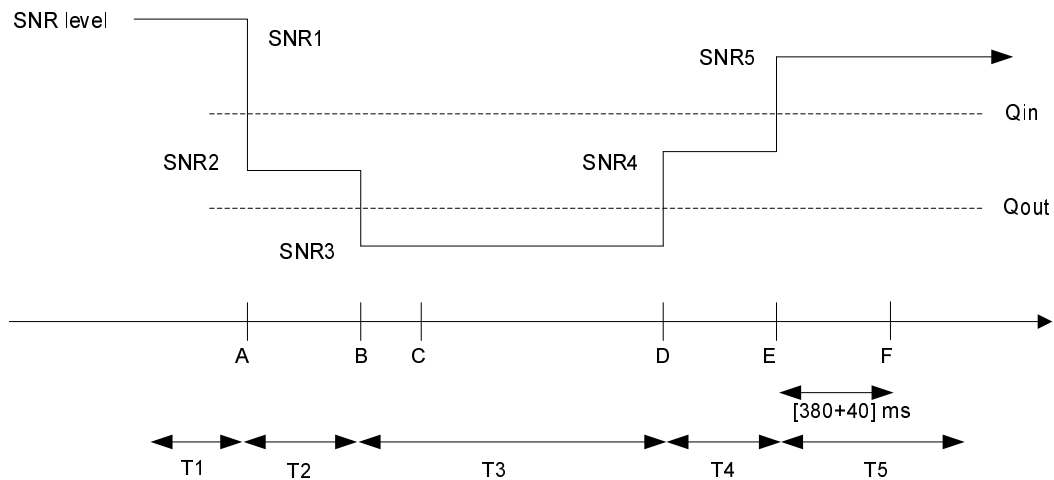 SNR level
SNR1
SNR5
Qin
SNR2
SNR4
Qout
SNR3
A
B
C
D
E
F
[380+40] ms
T1
T2
T3
T4
T5